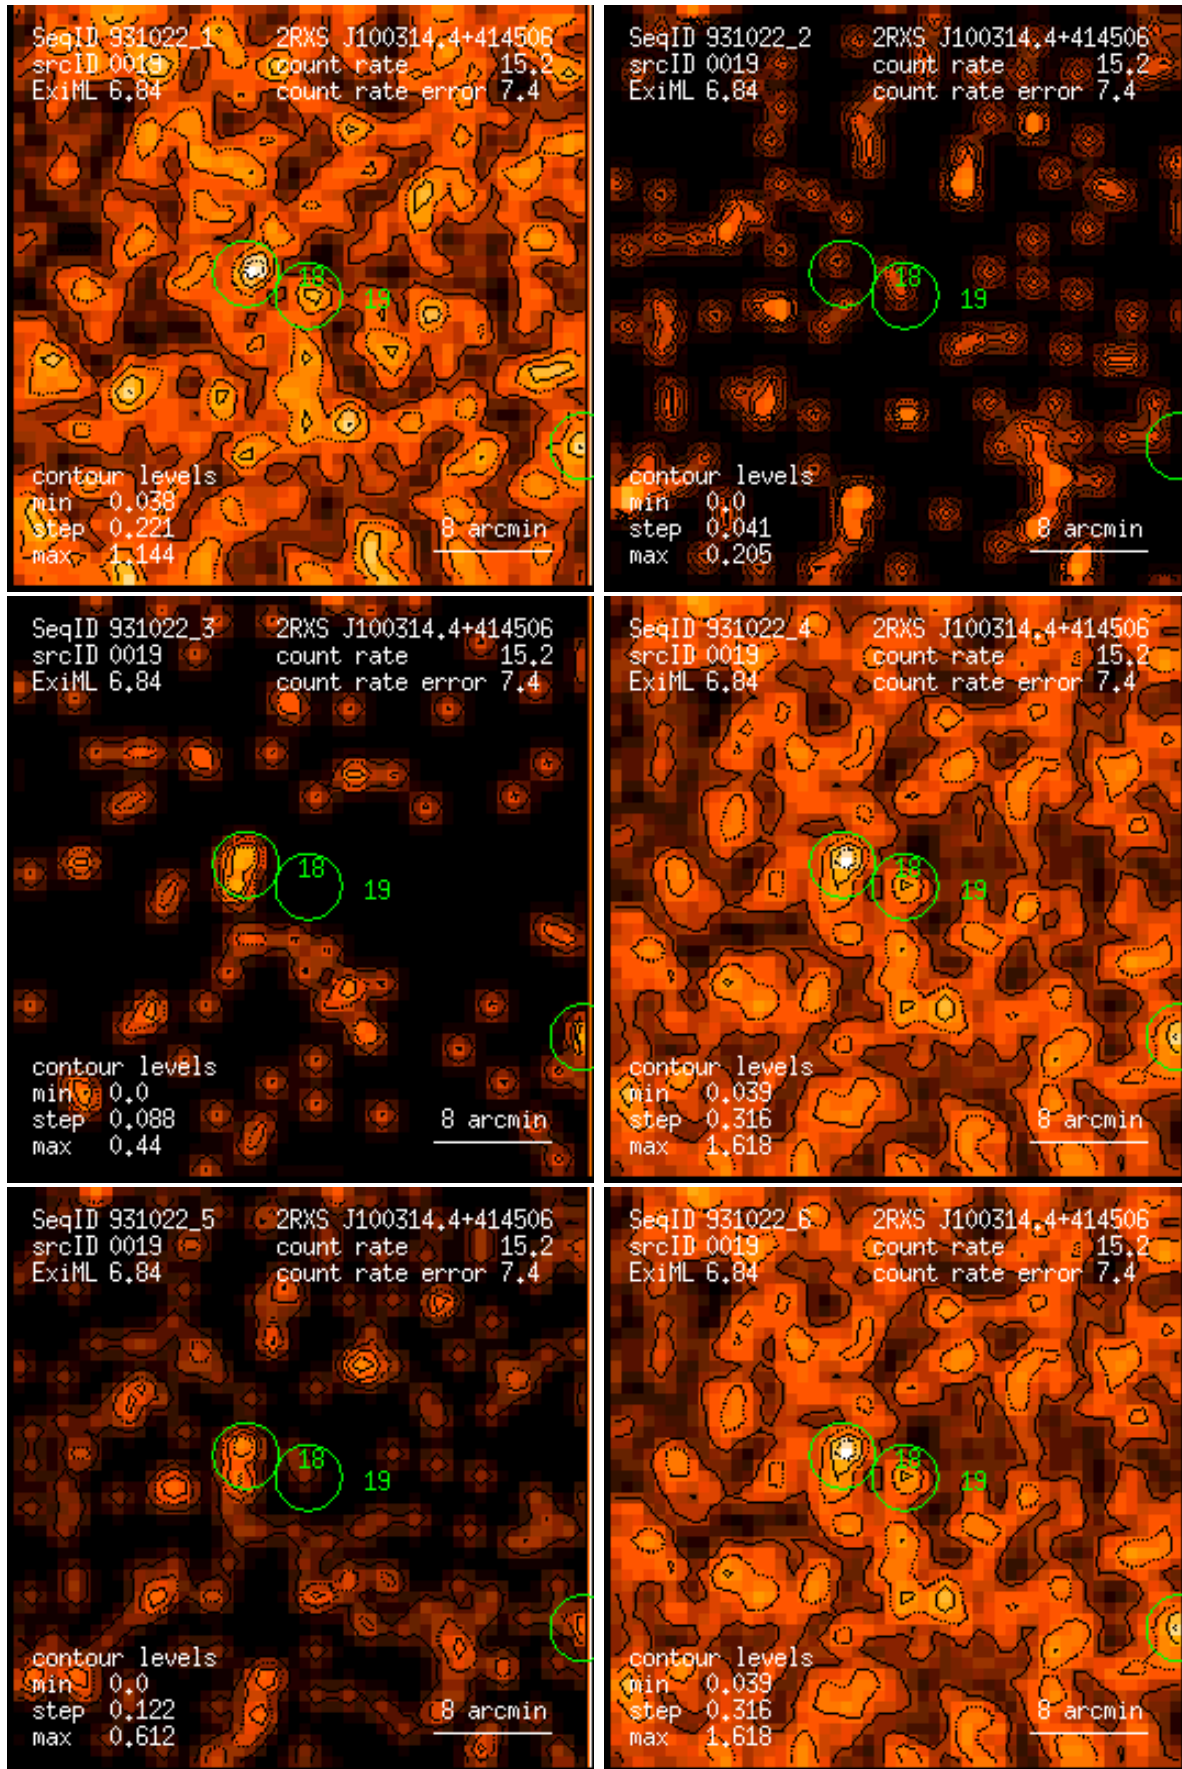 SeqID 931022_1 2RXS J100314.4+414506
srcID 0019 count rate 15.2
ExiML 6.84 count rate error 7.4
18
19
contour levels
min 0.038
step 0.221
max 1.144
8 arcmin
SeqID 931022_2 2RXS J100314.4+414506
srcID 0019 count rate 15.2
ExiML 6.84 count rate error 7.4
18
19
contour levels
min 0.0
step 0.041
max 0.205
8 arcmin
SeqID 931022_3 2RXS J100314.4+414506
srcID 0019 count rate 15.2
ExiML 6.84 count rate error 7.4
18
19
contour levels
min 0.0
step 0.088
max 0.44
8 arcmin
SeqID 931022_4 2RXS J100314.4+414506
srcID 0019 count rate 15.2
ExiML 6.84 count rate error 7.4
18
19
contour levels
min 0.039
step 0.316
max 1.618
8 arcmin
SeqID 931022_5 2RXS J100314.4+414506
srcID 0019 count rate 15.2
ExiML 6.84 count rate error 7.4
18
19
contour levels
min 0.0
step 0.122
max 0.612
8 arcmin
SeqID 931022_6 2RXS J100314.4+414506
srcID 0019 count rate 15.2
ExiML 6.84 count rate error 7.4
18
19
contour levels
min 0.039
step 0.316
max 1.618
8 arcmin